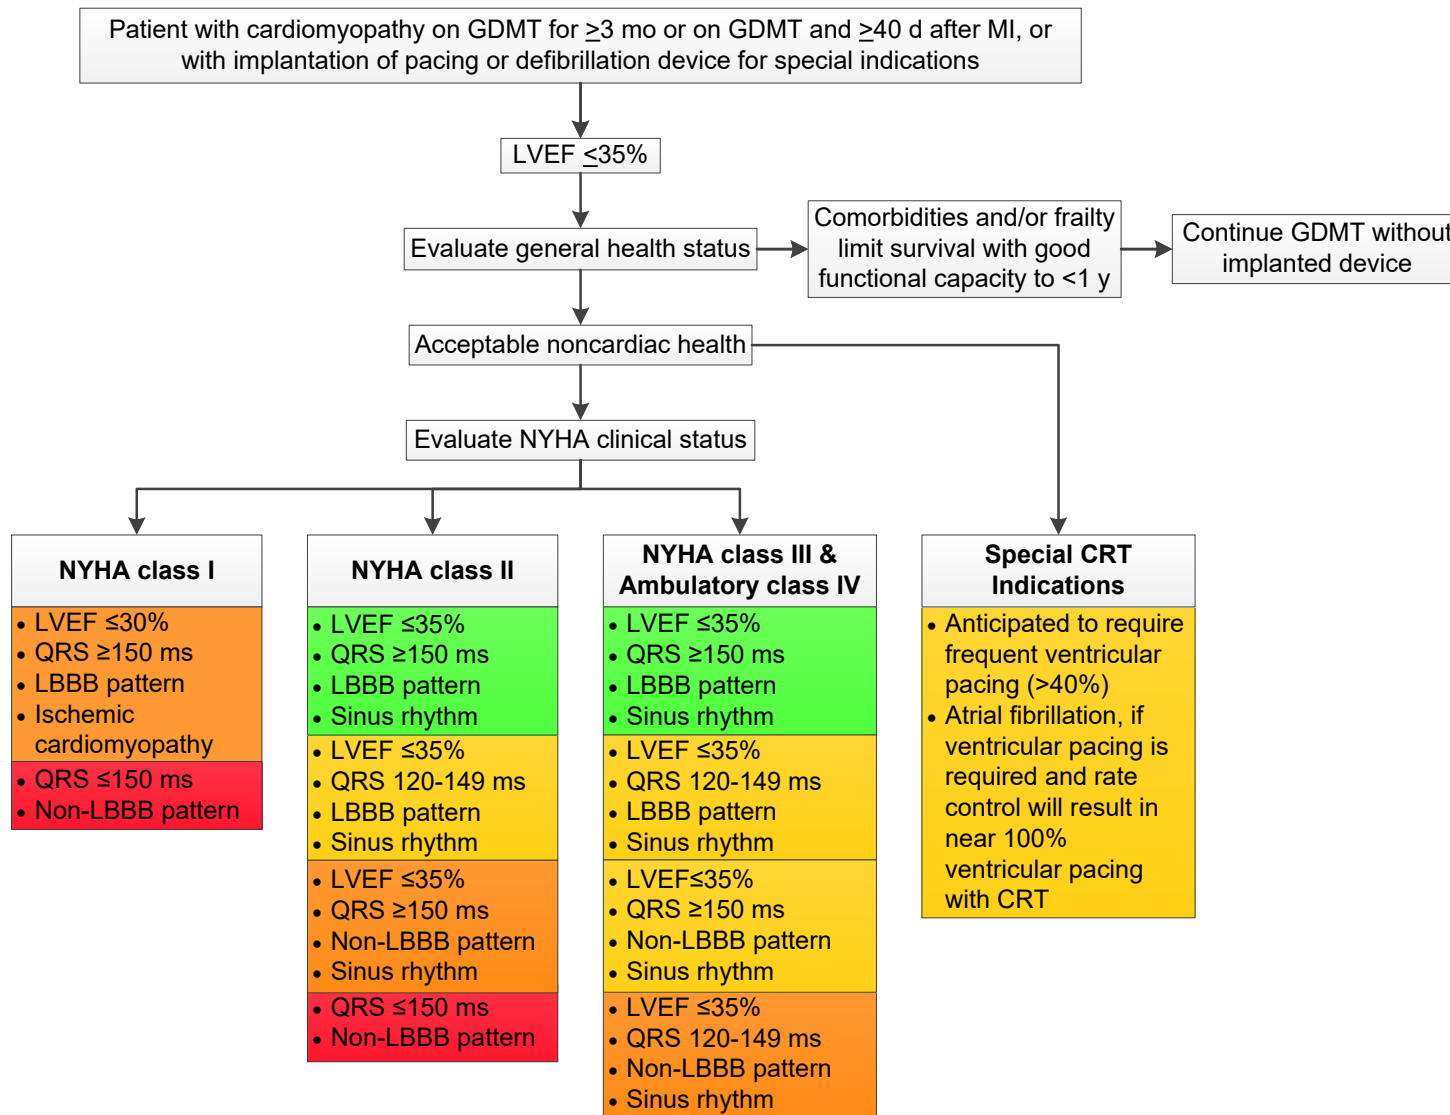 Patient with cardiomyopathy on GDMT for ≥3 mo or on GDMT and ≥40 d after MI, or
with implantation of pacing or defibrillation device for special indications
LVEF ≤35%
Evaluate general health status
Comorbidities and/or frailty
limit survival with good
functional capacity to <1 y
Continue GDMT without
implanted device
Acceptable noncardiac health
Evaluate NYHA clinical status
NYHA class I
• LVEF ≤30%
• QRS ≥150 ms
• LBBB pattern
• Ischemic
cardiomyopathy
• QRS ≤150 ms
• Non-LBBB pattern
NYHA class II
• LVEF ≤35%
• QRS ≥150 ms
• LBBB pattern
• Sinus rhythm
• LVEF ≤35%
• QRS 120-149 ms
• LBBB pattern
• Sinus rhythm
• LVEF ≤35%
• QRS ≥150 ms
• Non-LBBB pattern
• Sinus rhythm
• QRS ≤150 ms
• Non-LBBB pattern
NYHA class III &
Ambulatory class IV
• LVEF ≤35%
• QRS ≥150 ms
• LBBB pattern
• Sinus rhythm
• LVEF ≤35%
• QRS 120-149 ms
• LBBB pattern
• Sinus rhythm
• LVEF≤35%
• QRS ≥150 ms
• Non-LBBB pattern
• Sinus rhythm
• LVEF ≤35%
• QRS 120-149 ms
• Non-LBBB pattern
• Sinus rhythm
Special CRT
Indications
• Anticipated to require
frequent ventricular
pacing (>40%)
• Atrial fibrillation, if
ventricular pacing is
required and rate
control will result in
near 100%
ventricular pacing
with CRT